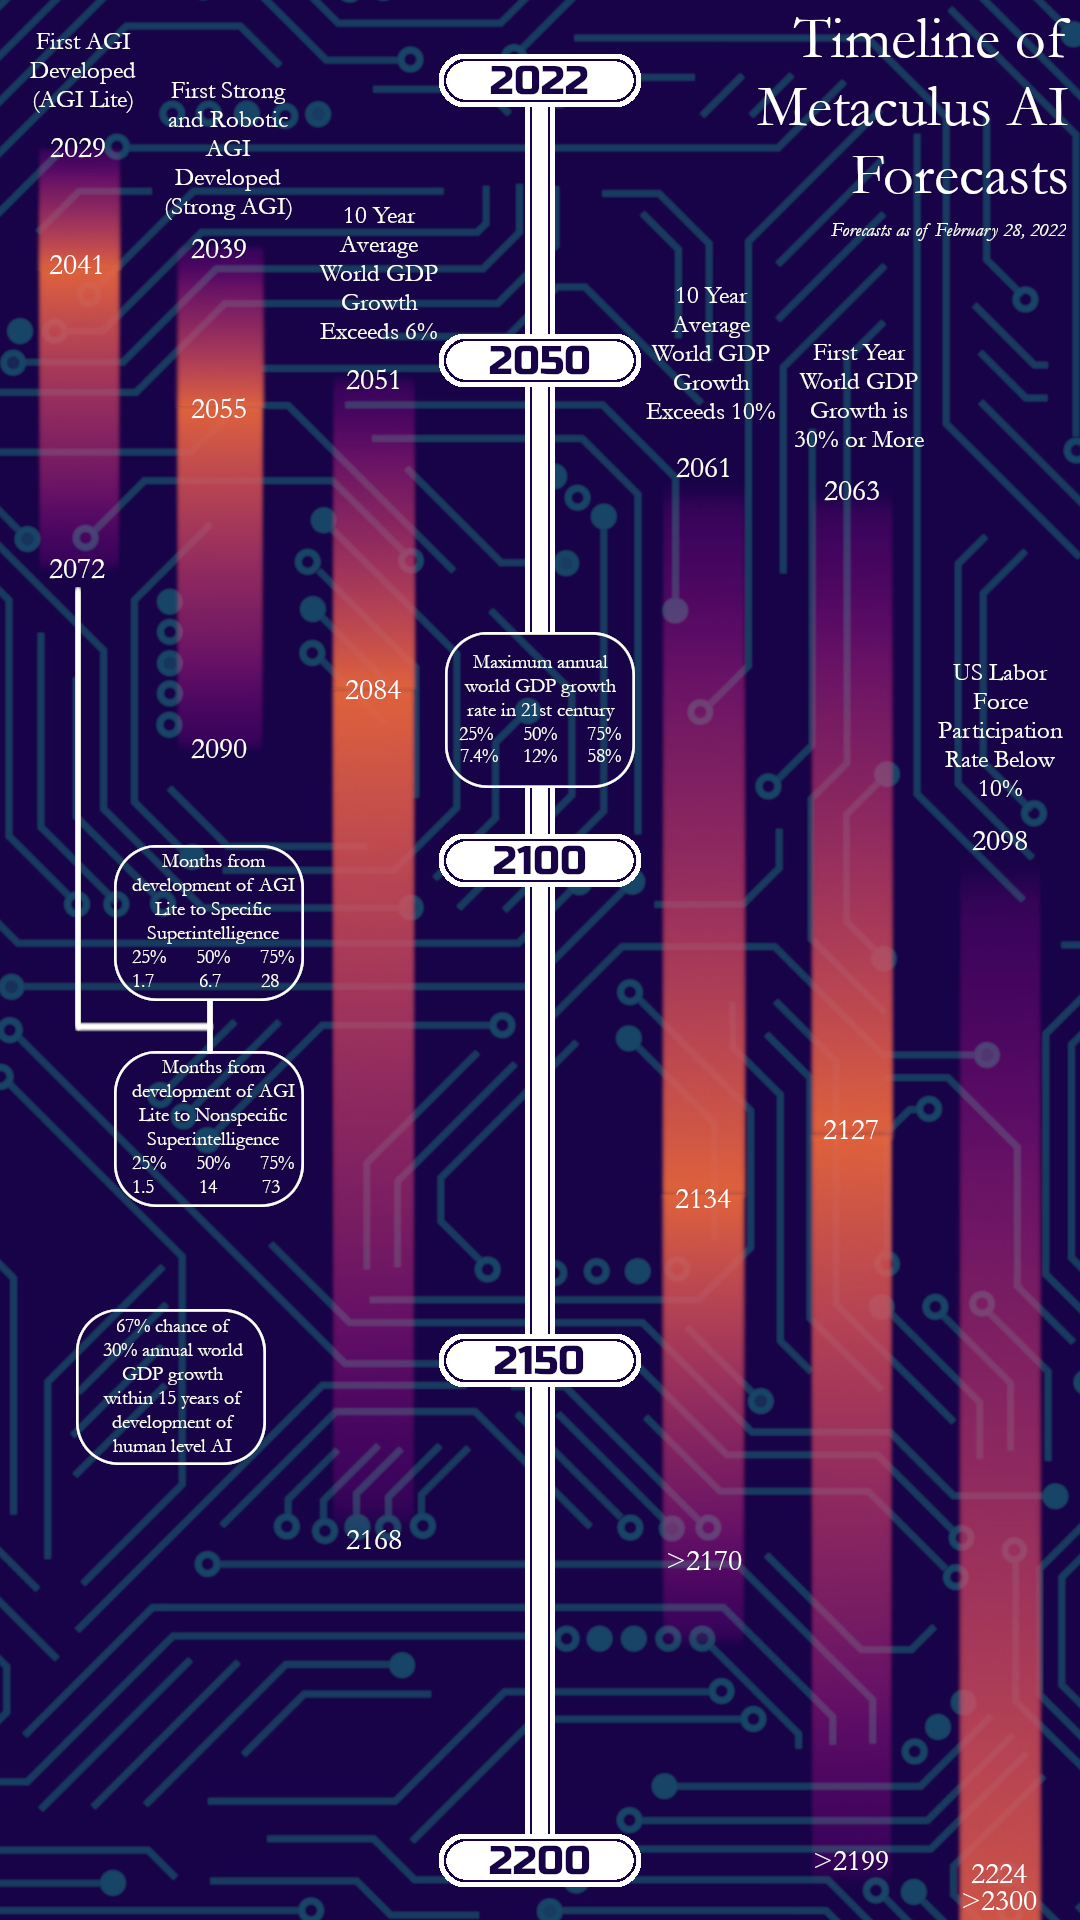 Timeline of
Metaculus AI
Forecasts
Forecasts as of February 28, 2022
2022
2050
2100
2150
2200
First AGI
Developed
(AGI Lite)
2029
2041
2072
First Strong
and Robotic
AGI
Developed
(Strong AGI)
2039
2055
2090
10 Year
Average
World GDP
Growth
Exceeds 6%
2051
2084
2168
Maximum annual
world GDP growth
rate in 21st century
25% 50% 75%
7.4% 12% 58%
10 Year
Average
World GDP
Growth
Exceeds 10%
2061
2134
>2170
First Year
World GDP
Growth is
30% or More
2063
2127
>2199
US Labor
Force
Participation
Rate Below
10%
2098
2224
>2300
Months from
development of AGI
Lite to Specific
Superintelligence
25% 50% 75%
1.7 6.7 28
Months from
development of AGI
Lite to Nonspecific
Superintelligence
25% 50% 75%
1.5 14 73
67% chance of
30% annual world
GDP growth
within 15 years of
development of
human level AI